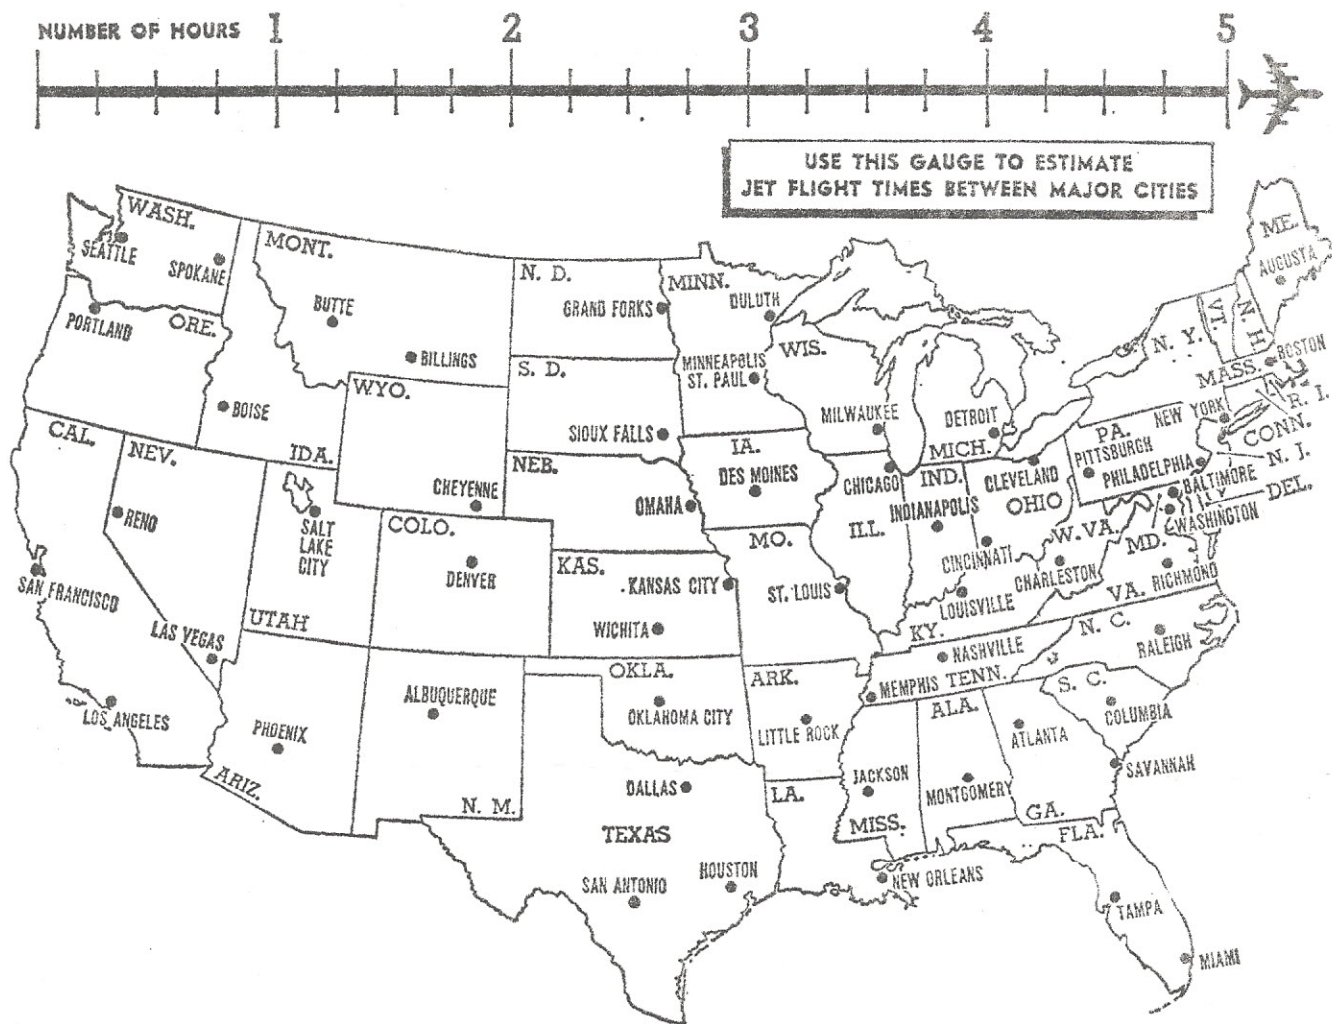 NUMBER OF HOURS 1 2 3 4 5
USE THIS GAUGE TO ESTIMATE
JET FLIGHT TIMES BETWEEN MAJOR CITIES
WASH.
SEATTLE
SPOKANE
MONT.
BUTTE
BILLINGS
N. D.
GRAND FORKS
MINN.
DULUTH
MINNEAPOLIS
ST. PAUL
ME.
AUGUSTA
VT.
N. H.
N. Y.
BOSTON
MASS.
R. I.
CONN.
NEW YORK
N. J.
PORTLAND
ORE.
BOISE
IDA.
WYO.
CHEYENNE
S. D.
SIOUX FALLS
WIS.
MILWAUKEE
DETROIT
MICH.
PA.
PITTSBURGH
PHILADELPHIA
BALTIMORE
DEL.
WASHINGTON
MD.
CAL.
NEV.
RENO
SAN FRANCISCO
LAS VEGAS
LOS ANGELES
SALT
LAKE
CITY
UTAH
COLO.
DENVER
NEB.
OMAHA
IA.
DES MOINES
CHICAGO
ILL.
IND.
INDIANAPOLIS
CLEVELAND
OHIO
CINCINNATI
W. VA.
CHARLESTON
VA.
RICHMOND
KAS.
KANSAS CITY
WICHITA
MO.
ST. LOUIS
LOUISVILLE
KY.
N. C.
RALEIGH
PHOENIX
ARIZ.
ALBUQUERQUE
N. M.
OKLA.
OKLAHOMA CITY
ARK.
LITTLE ROCK
NASHVILLE
MEMPHIS TENN.
S. C.
COLUMBIA
ALA.
ATLANTA
SAVANNAH
DALLAS
TEXAS
SAN ANTONIO
HOUSTON
LA.
JACKSON
MISS.
MONTGOMERY
GA.
FLA.
NEW ORLEANS
TAMPA
MIAMI